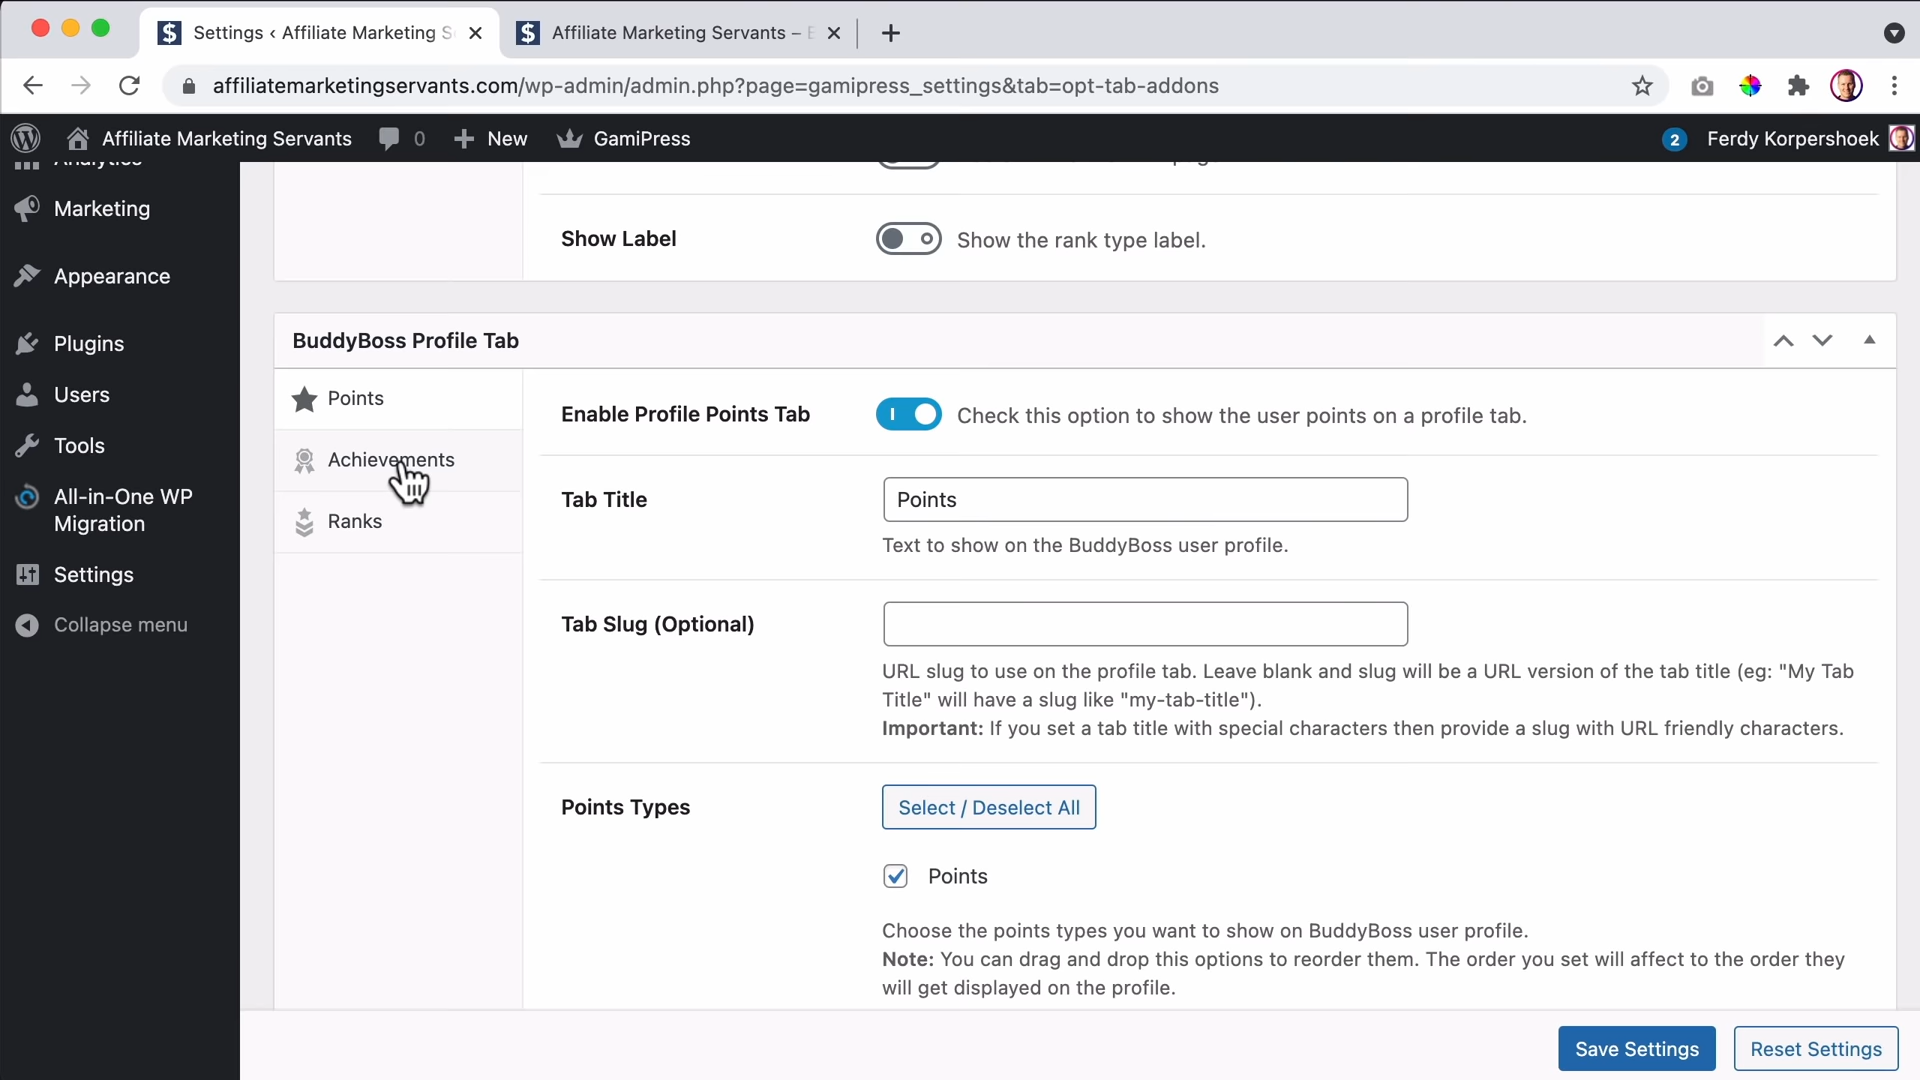 Settings ‹ Affiliate Marketing S
Affiliate Marketing Servants –
affiliatemarketingservants.com/wp-admin/admin.php?page=gamipress_settings&tab=opt-tab-addons
Affiliate Marketing Servants
0
New
GamiPress
2
Ferdy Korpershoek
Analytics
Marketing
Appearance
Plugins
Users
Tools
All-in-One WP
Migration
Settings
Collapse menu
Show Label
Show the rank type label.
BuddyBoss Profile Tab
Points
Achievements
Ranks
Enable Profile Points Tab
Check this option to show the user points on a profile tab.
Tab Title
Points
Text to show on the BuddyBoss user profile.
Tab Slug (Optional)
URL slug to use on the profile tab. Leave blank and slug will be a URL version of the tab title (eg: "My Tab
Title" will have a slug like "my-tab-title").
Important: If you set a tab title with special characters then provide a slug with URL friendly characters.
Points Types
Select / Deselect All
Points
Choose the points types you want to show on BuddyBoss user profile.
Note: You can drag and drop this options to reorder them. The order you set will affect to the order they
will get displayed on the profile.
Save Settings
Reset Settings